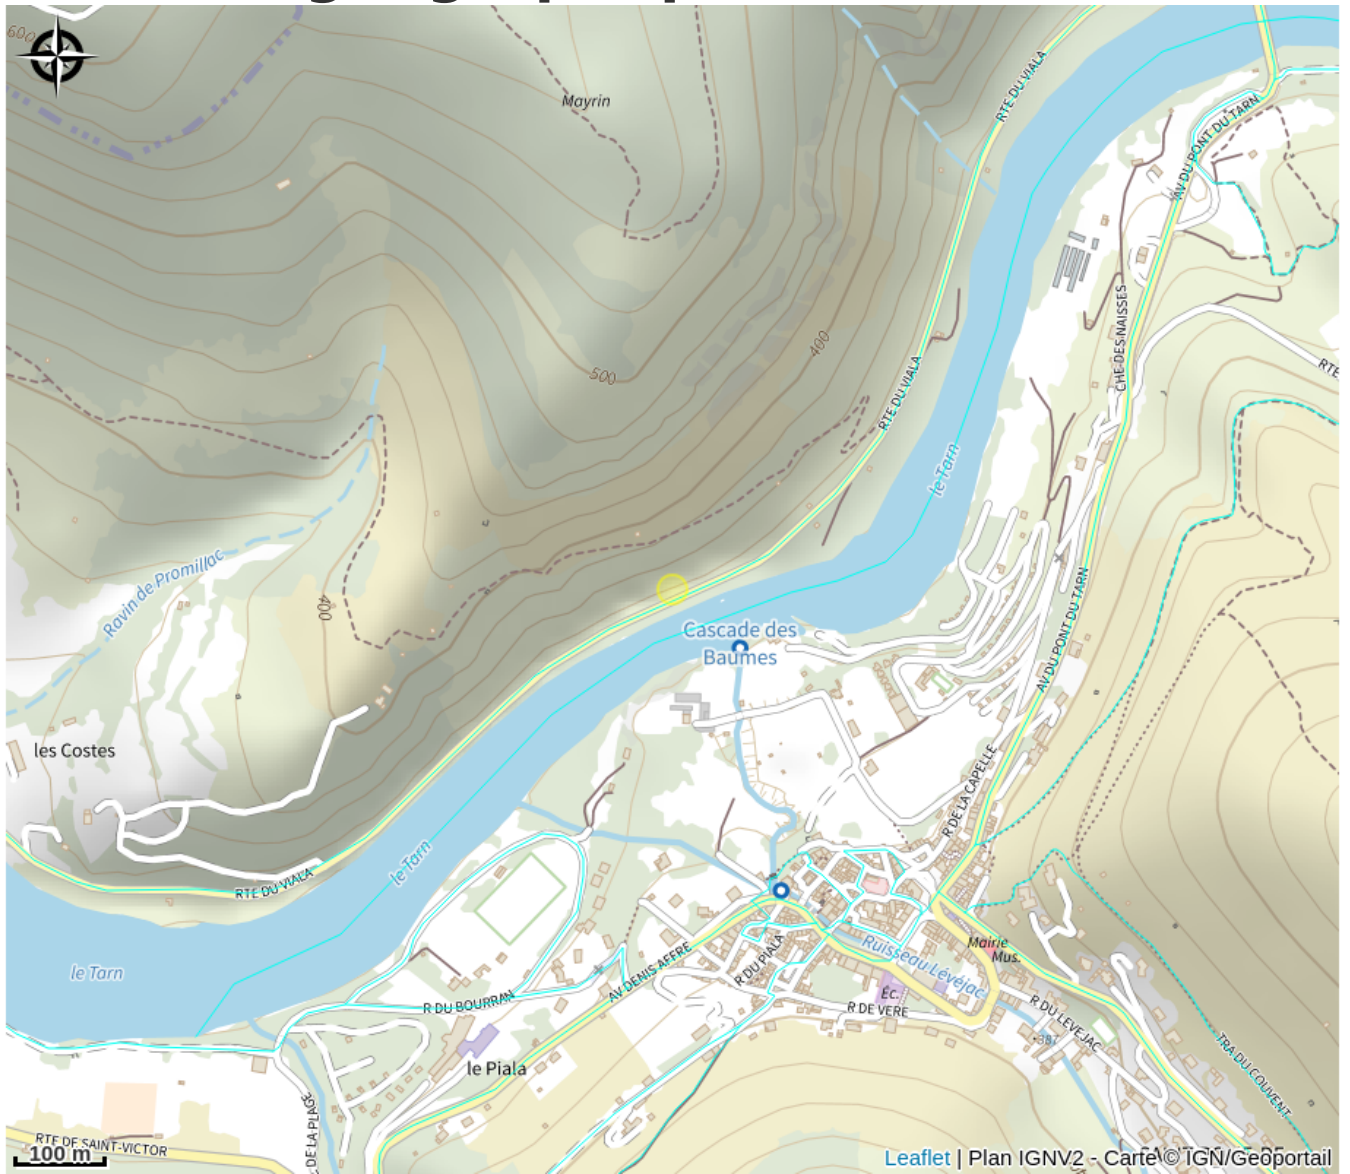 600
Mayrin
RTE DU VIALA
AV DU PONT DU TARN
CHE DES NAISSES
400
500
RTE DU VIALA
RTE
le Tarn
Ravin de Promillac
400
Cascade des
Baumes
AV DU PONT DU TARN
les Costes
R DE LA CAPELLE
le Tarn
RTE DU VIALA
le Tarn
Ruisseau Lévéjac
Mairie
Mus.
R DU PIALA
AV DENIS AFFRE
Éc.
R DU BOURRAN
R DE VERE
R DU LEVEJAC
387
le Piala
TRA DU COUVENT
DE-LA-PLAGE
RTE DE SAINT-VICTOR
100 m
Leaflet | Plan IGNV2 - Carte © IGN/Geoportail